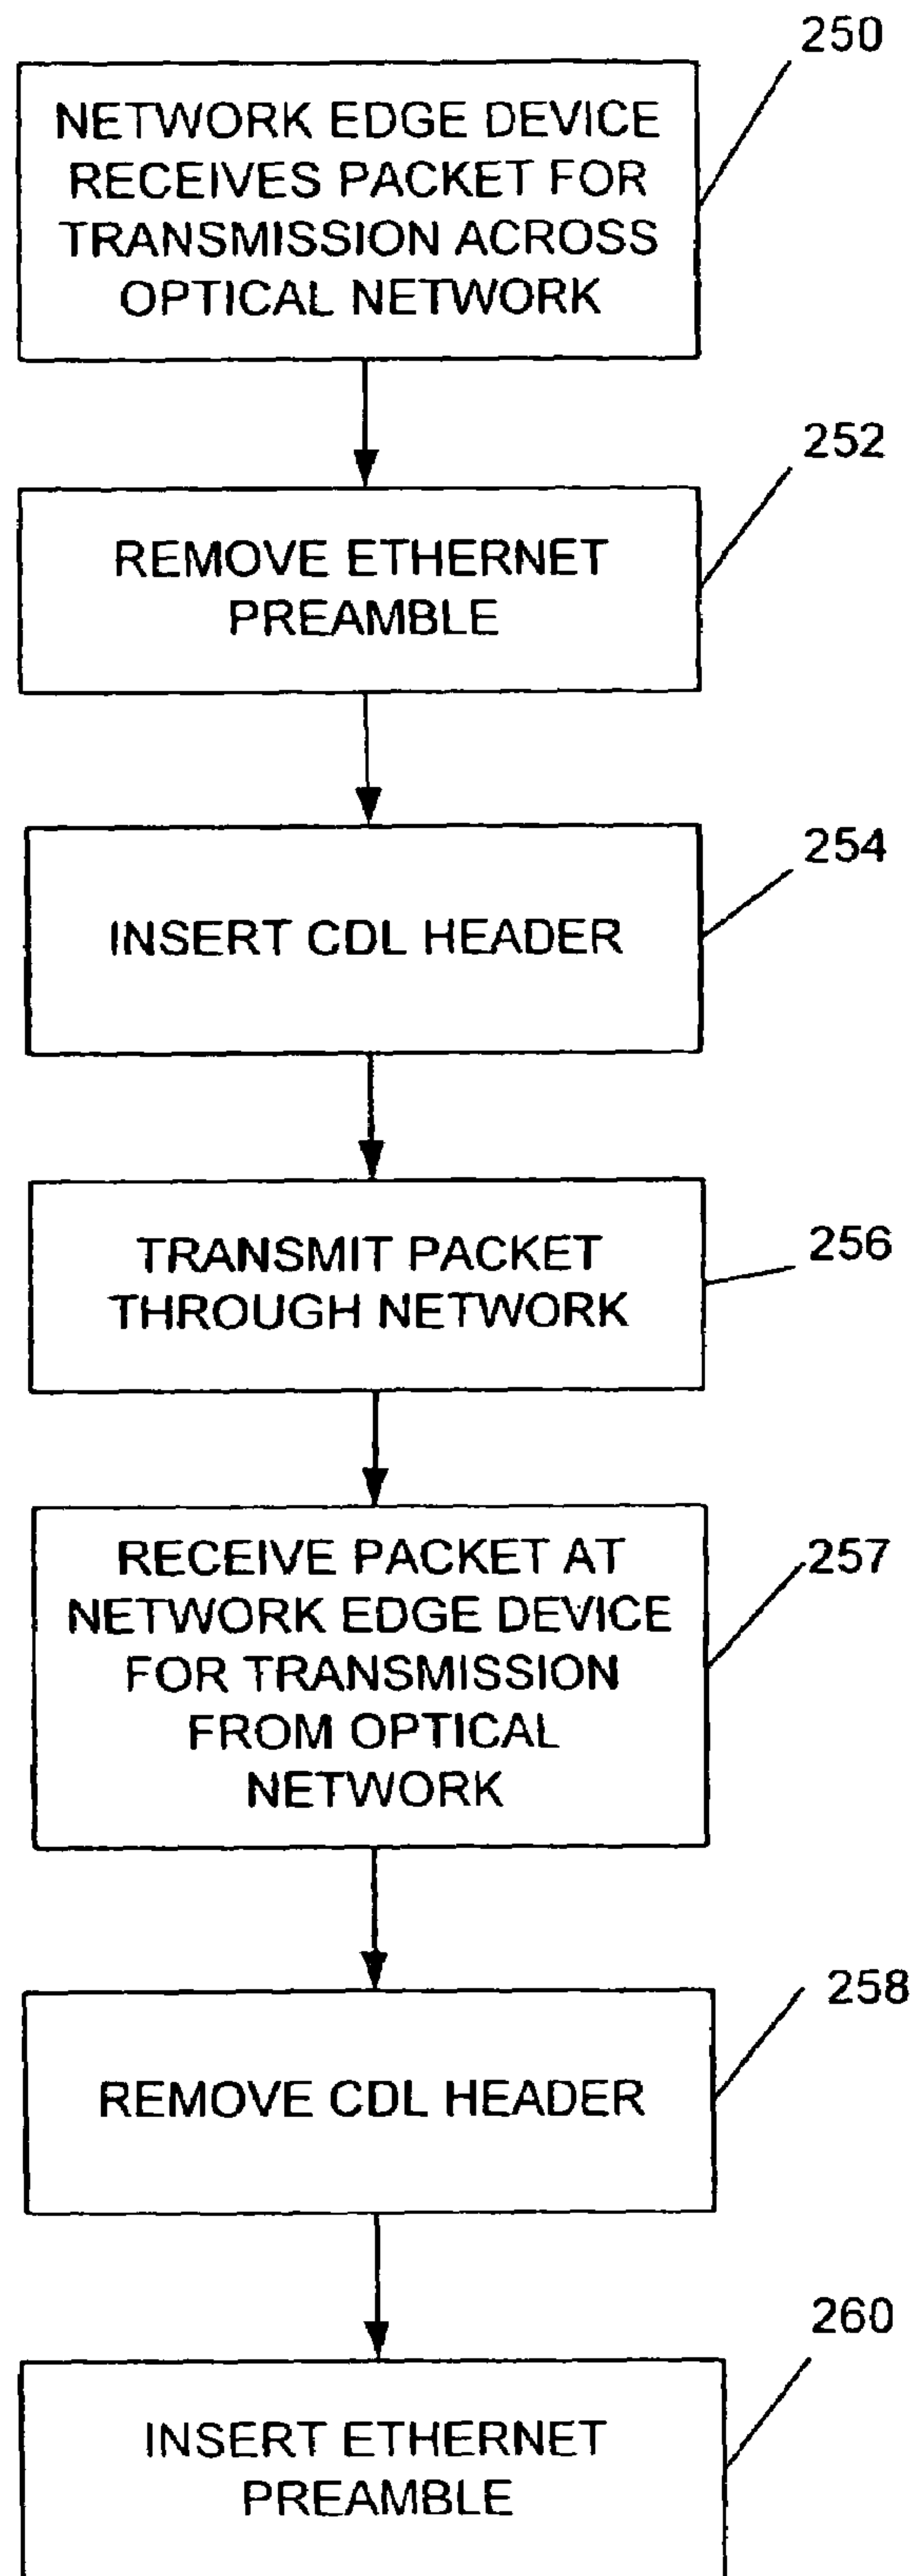 250
NETWORK EDGE DEVICE
RECEIVES PACKET FOR
TRANSMISSION ACROSS
OPTICAL NETWORK
252
REMOVE ETHERNET
PREAMBLE
254
INSERT CDL HEADER
256
TRANSMIT PACKET
THROUGH NETWORK
257
RECEIVE PACKET AT
NETWORK EDGE DEVICE
FOR TRANSMISSION
FROM OPTICAL
NETWORK
258
REMOVE CDL HEADER
260
INSERT ETHERNET
PREAMBLE